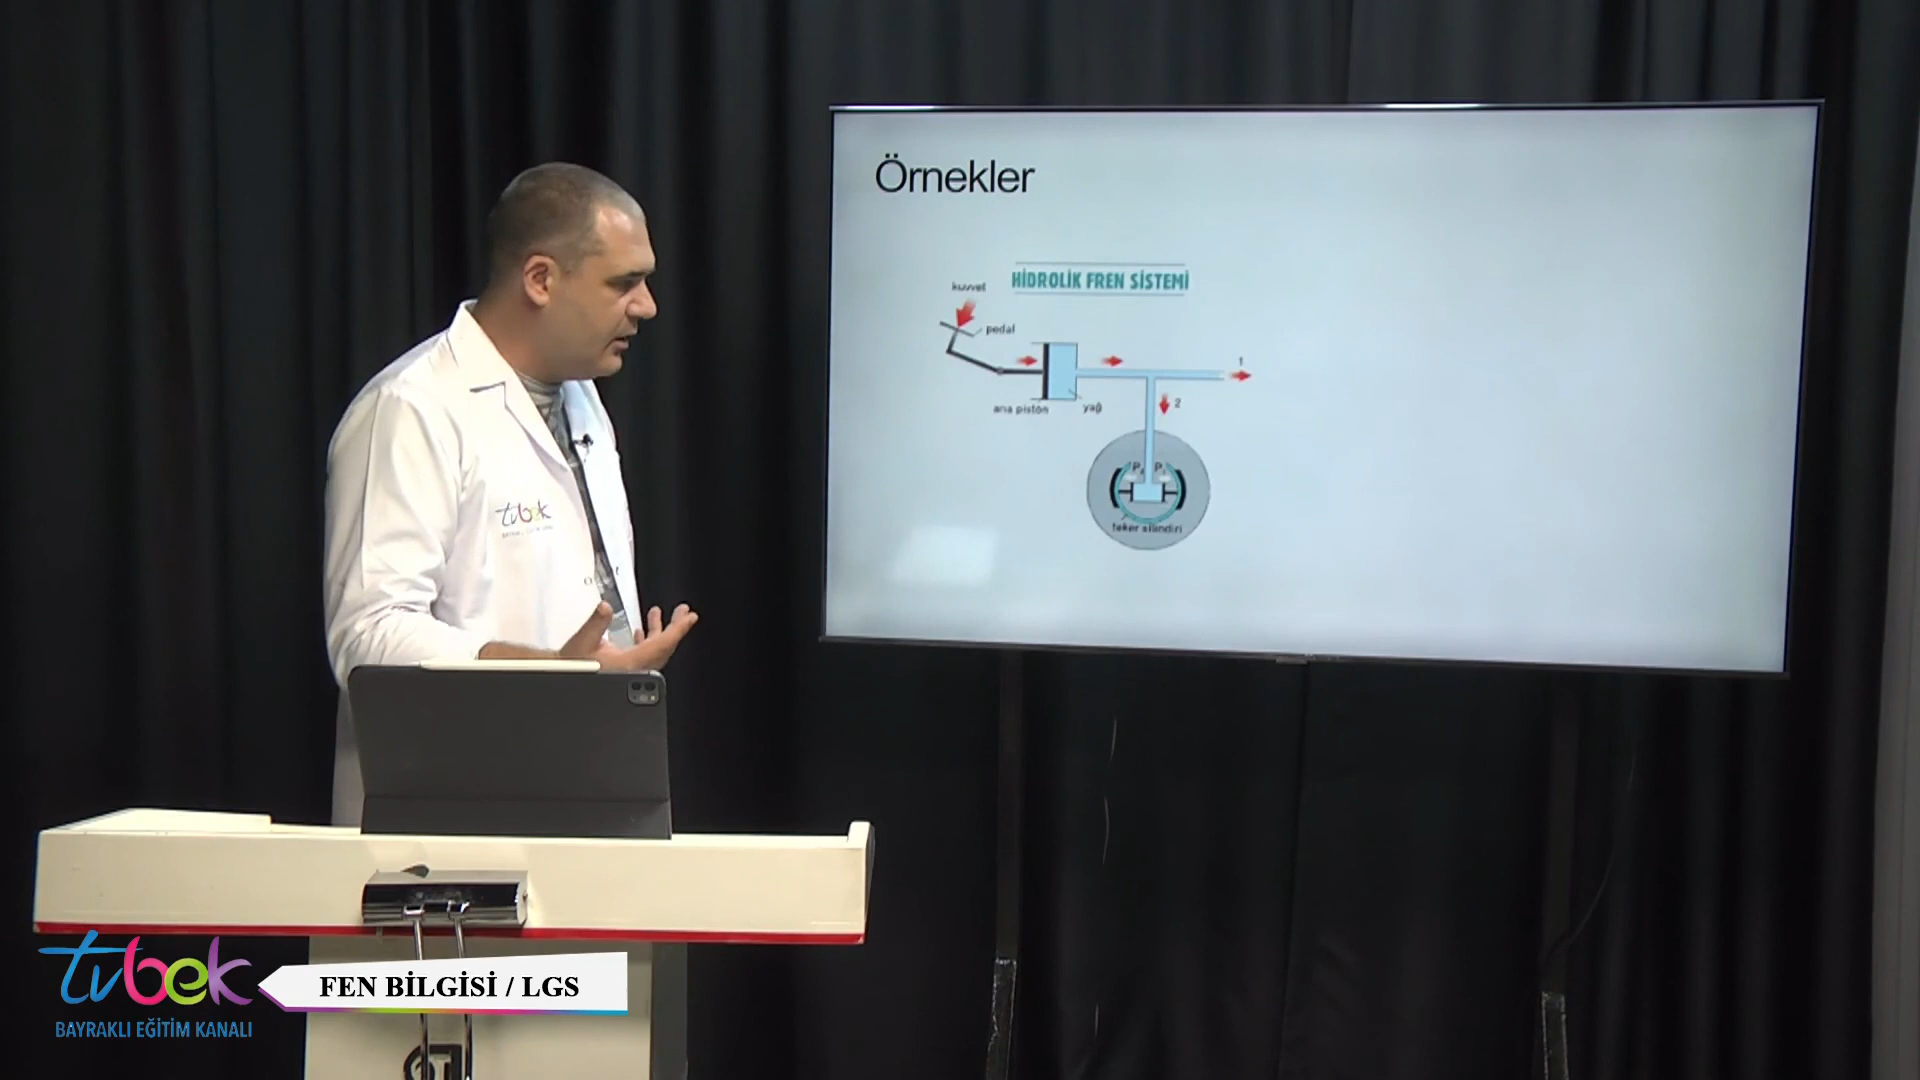 Örnekler
HİDROLİK FREN SİSTEMİ
kuvvet
pedal
1
ana piston
yağ
2
P P
teker silindiri
tvbek
tvbek
BAYRAKLI EĞİTİM KANALI
FEN BİLGİSİ / LGS